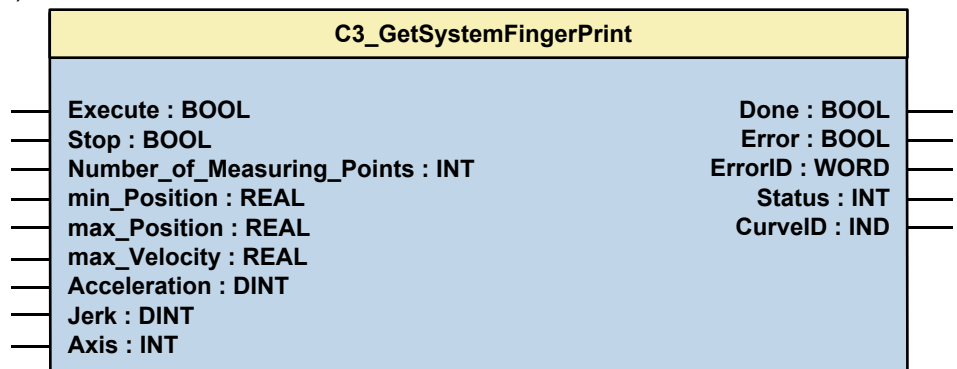 C3_GetSystemFingerPrint
Execute : BOOL Done : BOOL
Stop : BOOL Error : BOOL
Number_of_Measuring_Points : INT ErrorID : WORD
min_Position : REAL Status : INT
max_Position : REAL CurveID : IND
max_Velocity : REAL
Acceleration : DINT
Jerk : DINT
Axis : INT